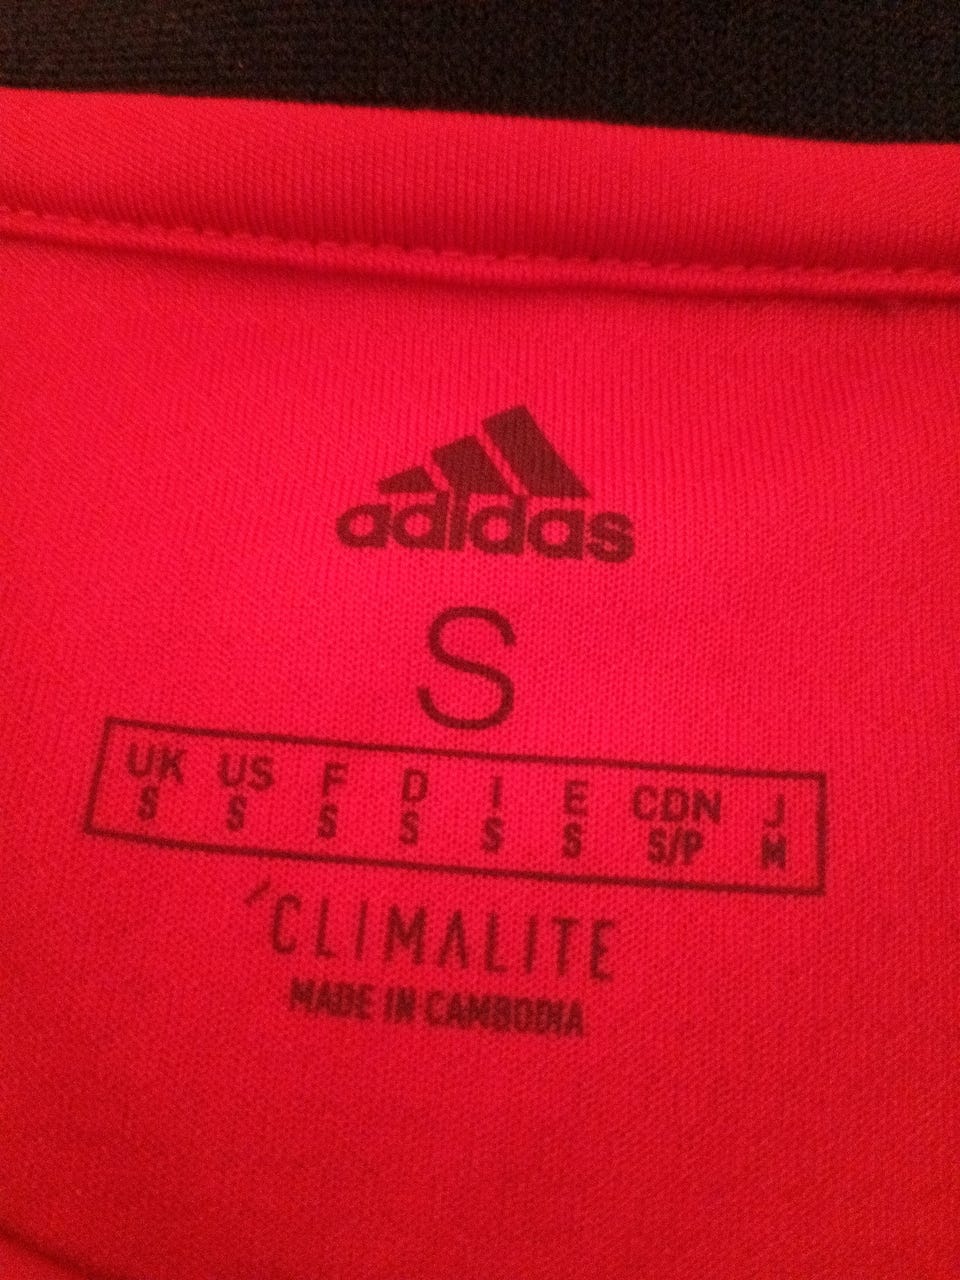 adidas
S
UK US F D I E CDN J
S S S S S S S/P M
CLIMALITE
MADE IN CAMBODIA